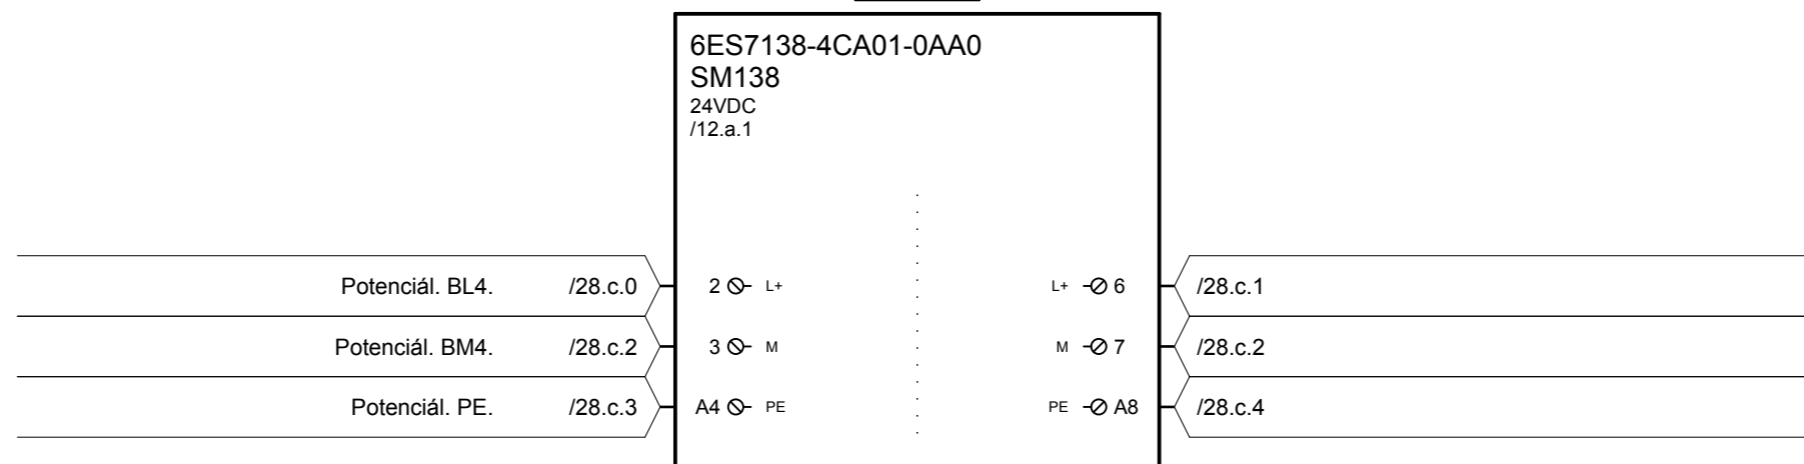 6ES7138-4CA01-0AA0
SM138
24VDC
/12.a.1
Potenciál. BL4. /28.c.0 2 L+ L+ 6 /28.c.1
Potenciál. BM4. /28.c.2 3 M M 7 /28.c.2
Potenciál. PE. /28.c.3 A4 PE PE A8 /28.c.4